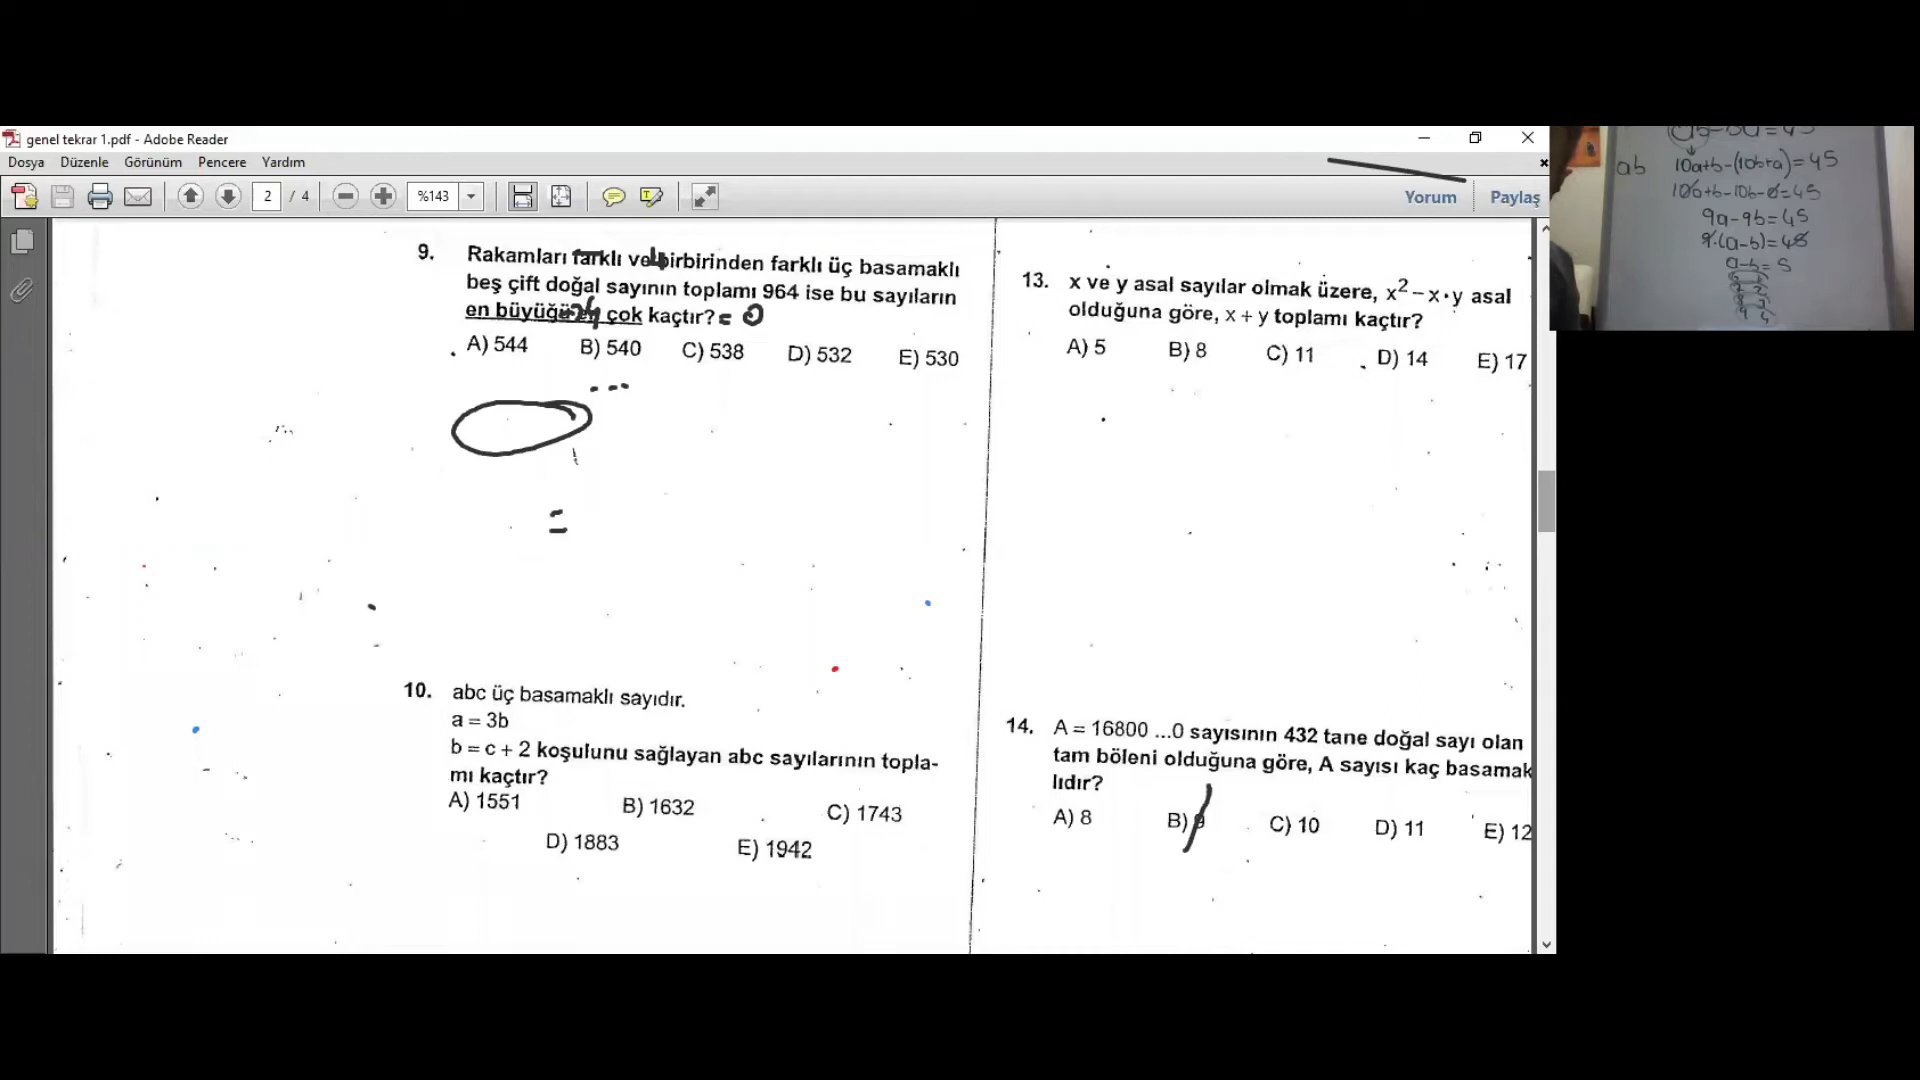 genel tekrar 1.pdf - Adobe Reader
Dosya Düzenle Görünüm Pencere Yardım
2 / 4 %143 Yorum Paylaş
9. Rakamları farklı ve birbirinden farklı üç basamaklı
beş çift doğal sayının toplamı 964 ise bu sayıların
en büyüğü en çok kaçtır? = 0
A) 544 B) 540 C) 538 D) 532 E) 530
=
10. abc üç basamaklı sayıdır.
a = 3b
b = c + 2 koşulunu sağlayan abc sayılarının topla-
mı kaçtır?
A) 1551 B) 1632 C) 1743
D) 1883 E) 1942
13. x ve y asal sayılar olmak üzere, x² – x·y asal
olduğuna göre, x + y toplamı kaçtır?
A) 5 B) 8 C) 11 D) 14 E) 17
14. A = 16800 ...0 sayısının 432 tane doğal sayı olan
tam böleni olduğuna göre, A sayısı kaç basamak
lıdır?
A) 8 B) 9 C) 10 D) 11 E) 12
ab 10a+b-(10b+a)=45
10a+b-10b-a=45
9a-9b=45
9·(a-b)=45
a-b=5